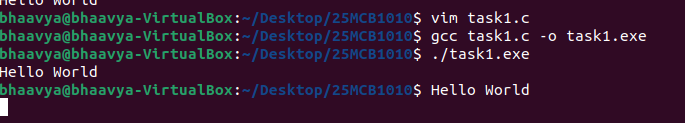 Hello World
bhaavya@bhaavya-VirtualBox:~/Desktop/25MCB1010$ vim task1.c
bhaavya@bhaavya-VirtualBox:~/Desktop/25MCB1010$ gcc task1.c -o task1.exe
bhaavya@bhaavya-VirtualBox:~/Desktop/25MCB1010$ ./task1.exe
Hello World
bhaavya@bhaavya-VirtualBox:~/Desktop/25MCB1010$ Hello World